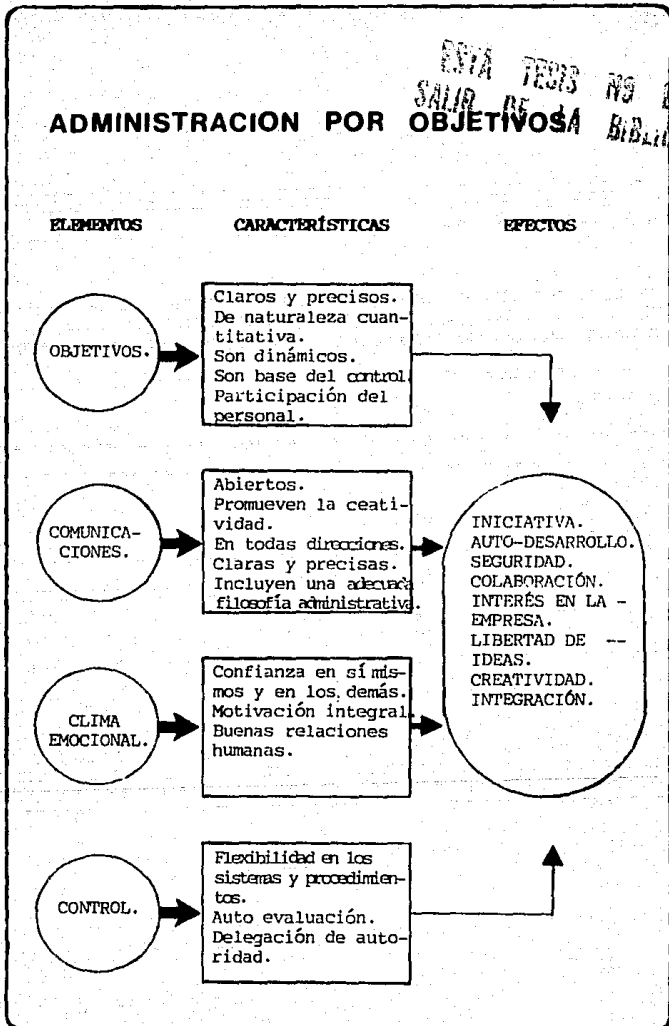 ESTA TESIS NO
SALIR DE LA
ADMINISTRACION POR OBJETIVOS
ELEMENTOS CARACTERÍSTICAS EFECTOS
OBJETIVOS.
Claros y precisos.
De naturaleza cuan-
titativa.
Son dinámicos.
Son base del control.
Participación del
personal.
COMUNICA-
CIONES.
Abiertos.
Promueven la ceati-
vidad.
En todas direcciones.
Claras y precisas.
Incluyen una adecuada
filosofía administrativa.
CLIMA
EMOCIONAL.
Confianza en sí mis-
mos y en los demás.
Motivación integral.
Buenas relaciones
humanas.
CONTROL.
Flexibilidad en los
sistemas y procedimien-
tos.
Auto evaluación.
Delegación de auto-
ridad.
INICIATIVA.
AUTO-DESARROLLO.
SEGURIDAD.
COLABORACIÓN.
INTERÉS EN LA -
EMPRESA.
LIBERTAD DE --
IDEAS.
CREATIVIDAD.
INTEGRACIÓN.